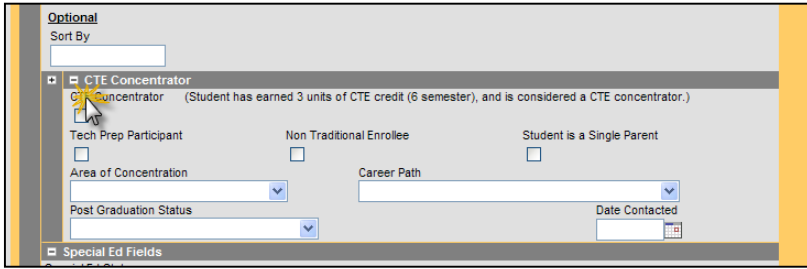 Optional
Sort By
CTE Concentrator
CTE Concentrator (Student has earned 3 units of CTE credit (6 semester), and is considered a CTE concentrator.)
Tech Prep Participant Non Traditional Enrollee Student is a Single Parent
Area of Concentration Career Path
Post Graduation Status Date Contacted
Special Ed Fields